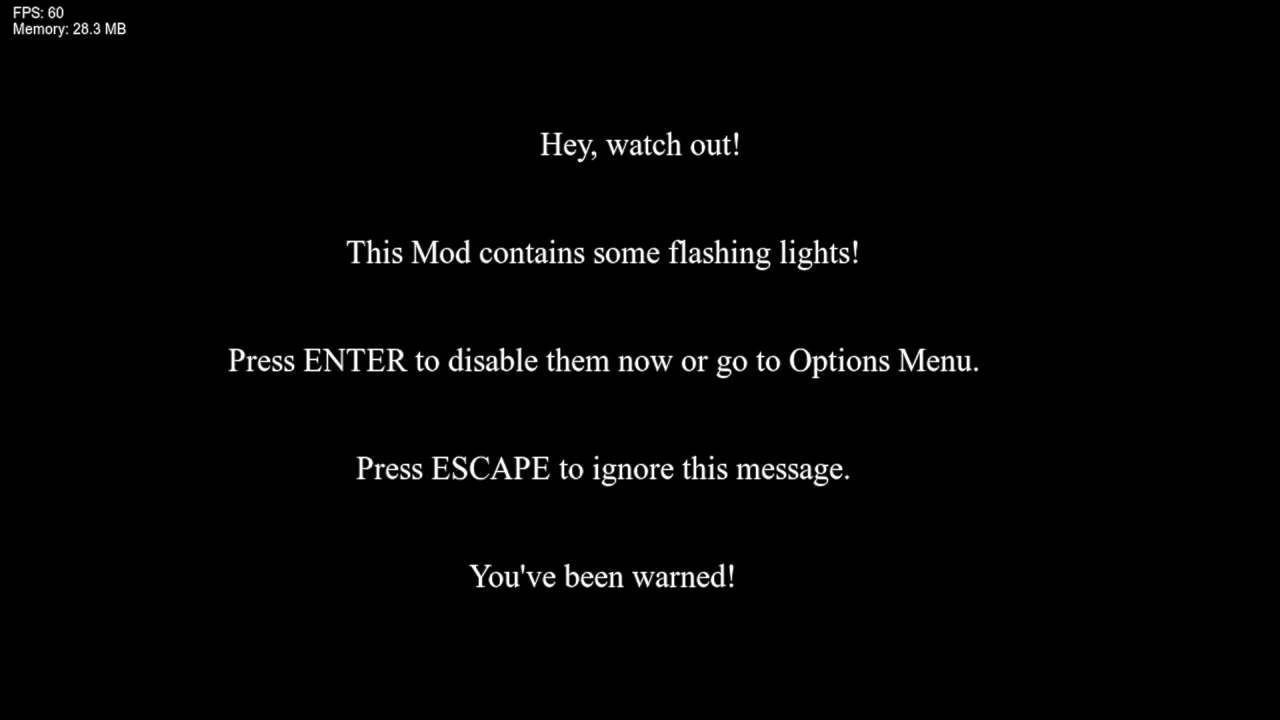 FPS: 60
Memory: 28.3 MB
Hey, watch out!
This Mod contains some flashing lights!
Press ENTER to disable them now or go to Options Menu.
Press ESCAPE to ignore this message.
You've been warned!